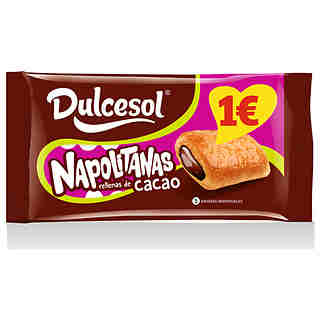 Dulcesol®
1€
NAPOLITANAS
rellenas de
cacao